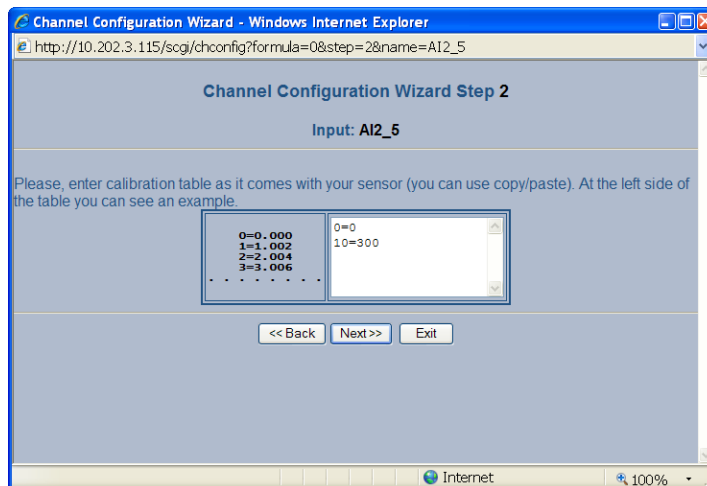 Channel Configuration Wizard - Windows Internet Explorer
http://10.202.3.115/scgi/chconfig?formula=0&step=2&name=AI2_5
Channel Configuration Wizard Step 2
Input: AI2_5
Please, enter calibration table as it comes with your sensor (you can use copy/paste). At the left side of
the table you can see an example.
0=0.000
1=1.002
2=2.004
3=3.006
. . . . . . . .
0=0
10=300
<< Back
Next >>
Exit
Internet
100%